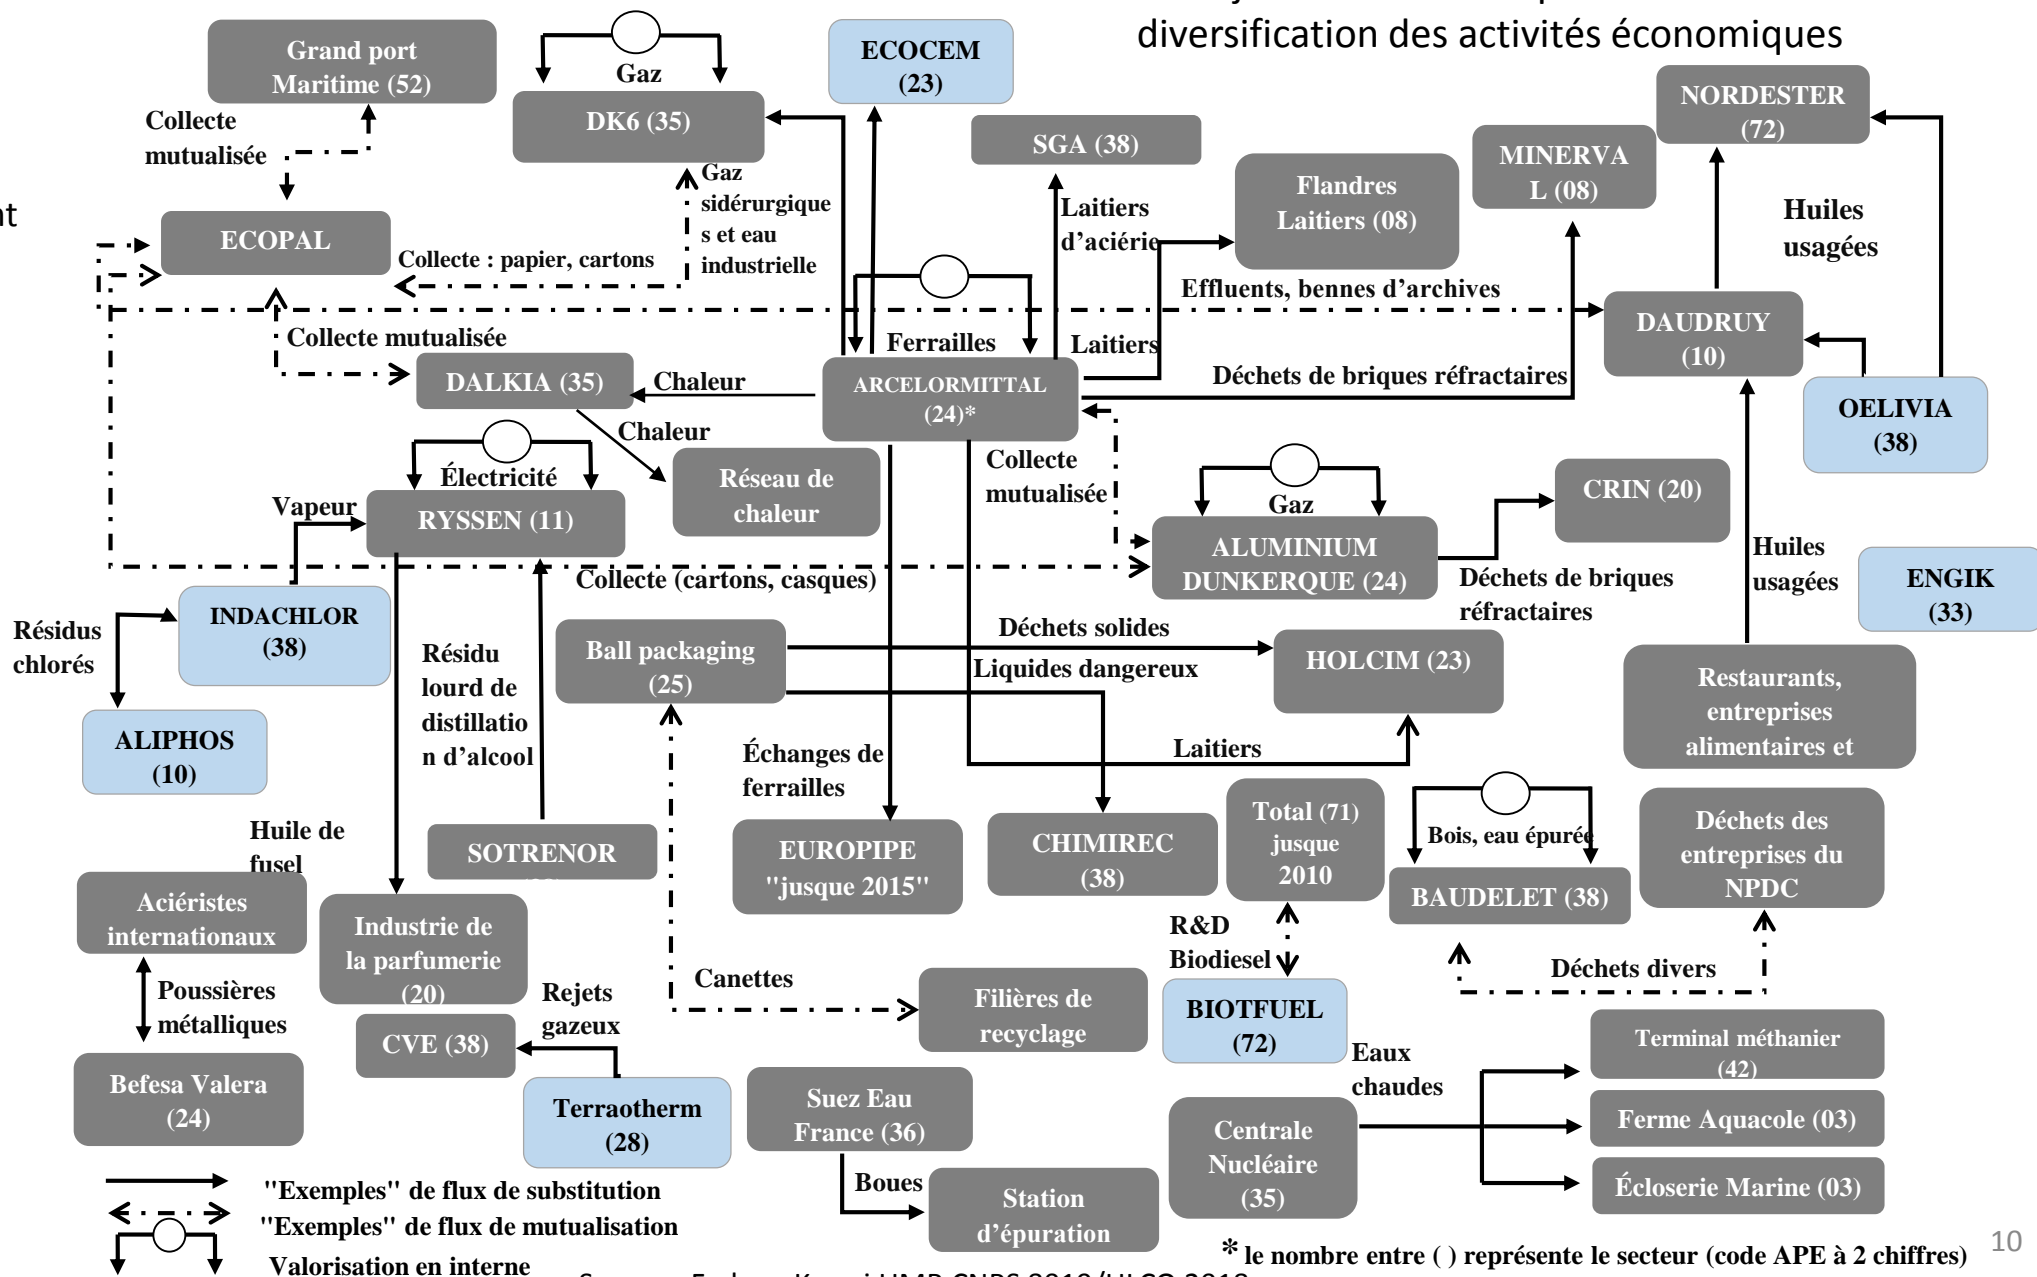 diversification des activités économiques
Grand port
Maritime (52)
Gaz
ECOCEM
(23)
NORDESTER
(72)
DK6 (35)
SGA (38)
MINERVA
L (08)
Collecte
mutualisée
Flandres
Laitiers (08)
Gaz
sidérurgique
s et eau
industrielle
Laitiers
d'aciérie
Huiles
usagées
nt
ECOPAL
Collecte : papier, cartons
Effluents, bennes d'archives
Collecte mutualisée
Ferrailles
Laitiers
DAUDRUY
(10)
DALKIA (35)
Chaleur
ARCELORMITTAL
(24)*
Déchets de briques réfractaires
OELIVIA
(38)
Chaleur
Électricité
Réseau de
chaleur
Collecte
mutualisée
Gaz
CRIN (20)
Vapeur
RYSSEN (11)
ALUMINIUM
DUNKERQUE (24)
Huiles
usagées
ENGIK
(33)
Collecte (cartons, casques)
Déchets de briques
réfractaires
Résidus
chlorés
INDACHLOR
(38)
Résidu
lourd de
distillatio
n d'alcool
Ball packaging
(25)
Déchets solides
Liquides dangereux
HOLCIM (23)
Restaurants,
entreprises
alimentaires et
ALIPHOS
(10)
Échanges de
ferrailles
Laitiers
Huile de
fusel
SOTRENOR
EUROPIPE
"jusque 2015"
CHIMIREC
(38)
Total (71)
jusque
2010
Bois, eau épurée
BAUDELET (38)
Déchets des
entreprises du
NPDC
Aciéristes
internationaux
Industrie de
la parfumerie
(20)
R&D
Biodiesel
Déchets divers
Poussières
métalliques
Rejets
gazeux
Canettes
Filières de
recyclage
BIOTFUEL
(72)
CVE (38)
Eaux
chaudes
Terminal méthanier
(42)
Befesa Valera
(24)
Terraotherm
(28)
Suez Eau
France (36)
Centrale
Nucléaire
(35)
Ferme Aquacole (03)
Écloserie Marine (03)
Boues
Station
d'épuration
"Exemples" de flux de substitution
"Exemples" de flux de mutualisation
Valorisation en interne
* le nombre entre ( ) représente le secteur (code APE à 2 chiffres)
10